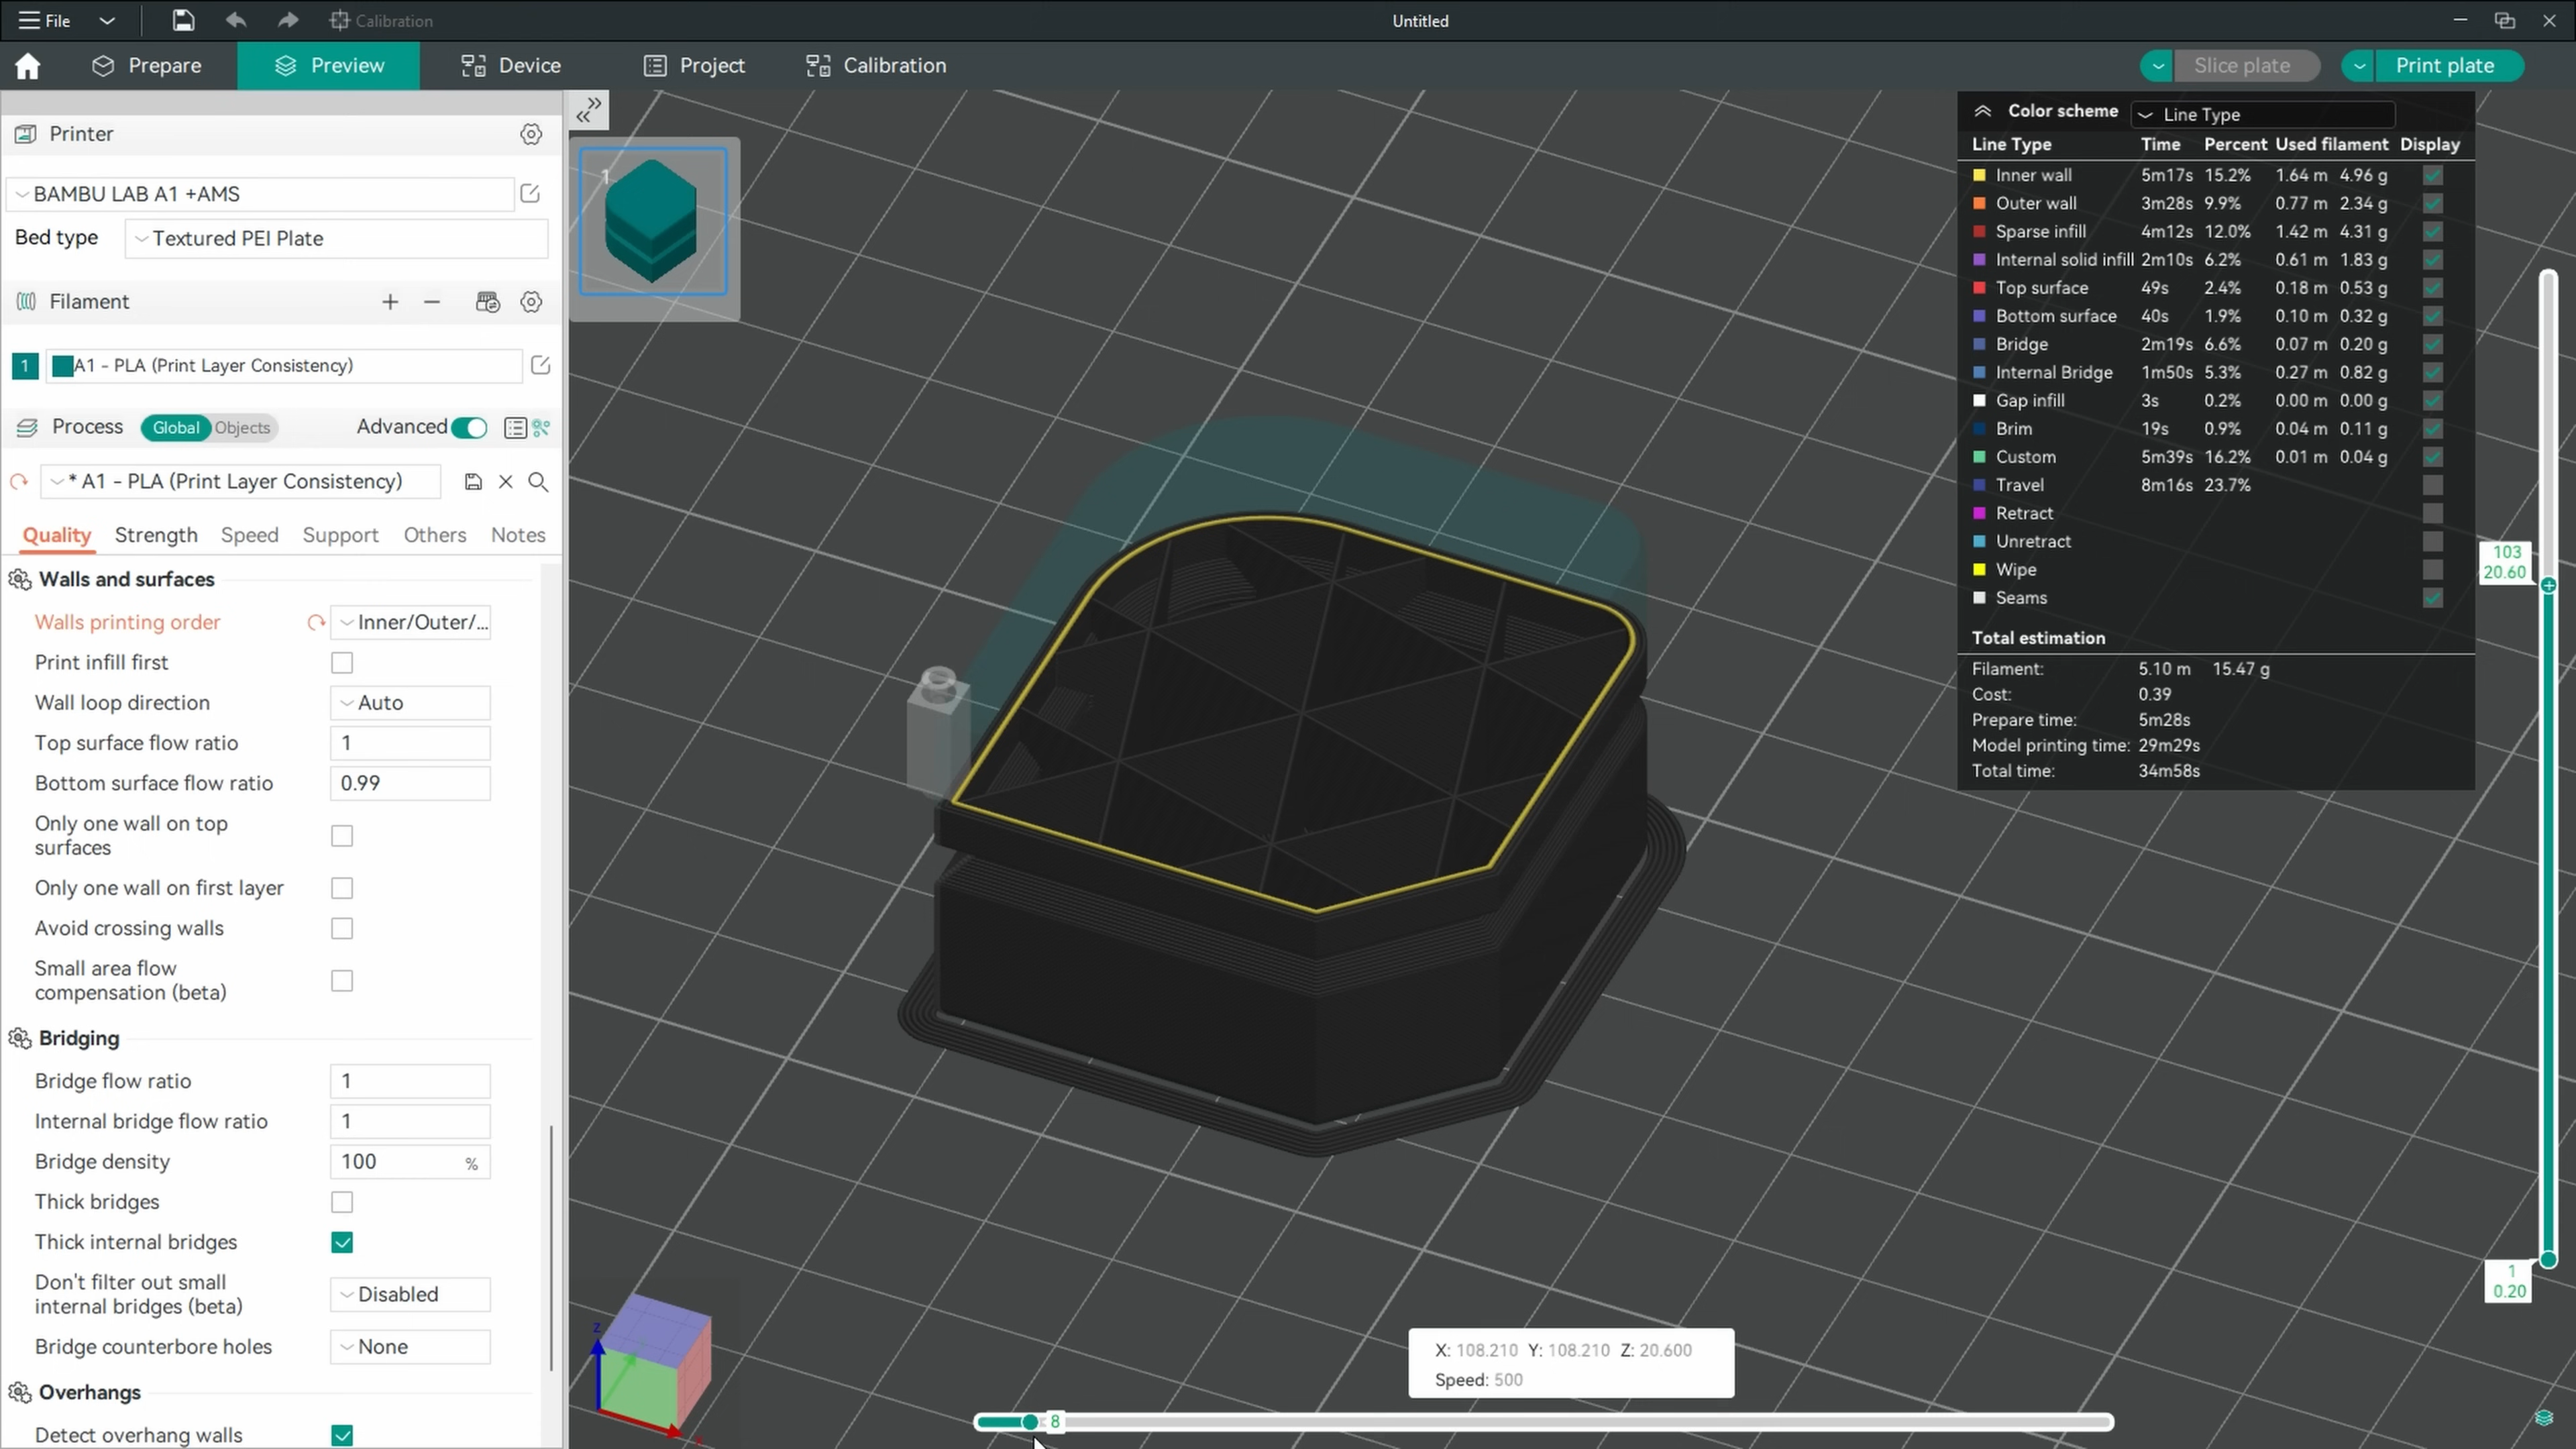 File
Calibration
Untitled
Prepare
Preview
Device
Project
Calibration
Slice plate
Print plate
Printer
BAMBU LAB A1 +AMS
Bed type
Textured PEI Plate
Filament
1
A1 - PLA (Print Layer Consistency)
Process
Global
Objects
Advanced
* A1 - PLA (Print Layer Consistency)
Quality
Strength
Speed
Support
Others
Notes
Walls and surfaces
Walls printing order
Inner/Outer/...
Print infill first
Wall loop direction
Auto
Top surface flow ratio
1
Bottom surface flow ratio
0.99
Only one wall on top
surfaces
Only one wall on first layer
Avoid crossing walls
Small area flow
compensation (beta)
Bridging
Bridge flow ratio
1
Internal bridge flow ratio
1
Bridge density
100 %
Thick bridges
Thick internal bridges
Don't filter out small
internal bridges (beta)
Disabled
Bridge counterbore holes
None
Overhangs
Detect overhang walls
1
Color scheme
Line Type
Line Type Time Percent Used filament Display
Inner wall 5m17s 15.2% 1.64 m 4.96 g
Outer wall 3m28s 9.9% 0.77 m 2.34 g
Sparse infill 4m12s 12.0% 1.42 m 4.31 g
Internal solid infill 2m10s 6.2% 0.61 m 1.83 g
Top surface 49s 2.4% 0.18 m 0.53 g
Bottom surface 40s 1.9% 0.10 m 0.32 g
Bridge 2m19s 6.6% 0.07 m 0.20 g
Internal Bridge 1m50s 5.3% 0.27 m 0.82 g
Gap infill 3s 0.2% 0.00 m 0.00 g
Brim 19s 0.9% 0.04 m 0.11 g
Custom 5m39s 16.2% 0.01 m 0.04 g
Travel 8m16s 23.7%
Retract
Unretract
Wipe
Seams
Total estimation
Filament: 5.10 m 15.47 g
Cost: 0.39
Prepare time: 5m28s
Model printing time: 29m29s
Total time: 34m58s
103
20.60
1
0.20
X: 108.210 Y: 108.210 Z: 20.600
Speed: 500
8
z